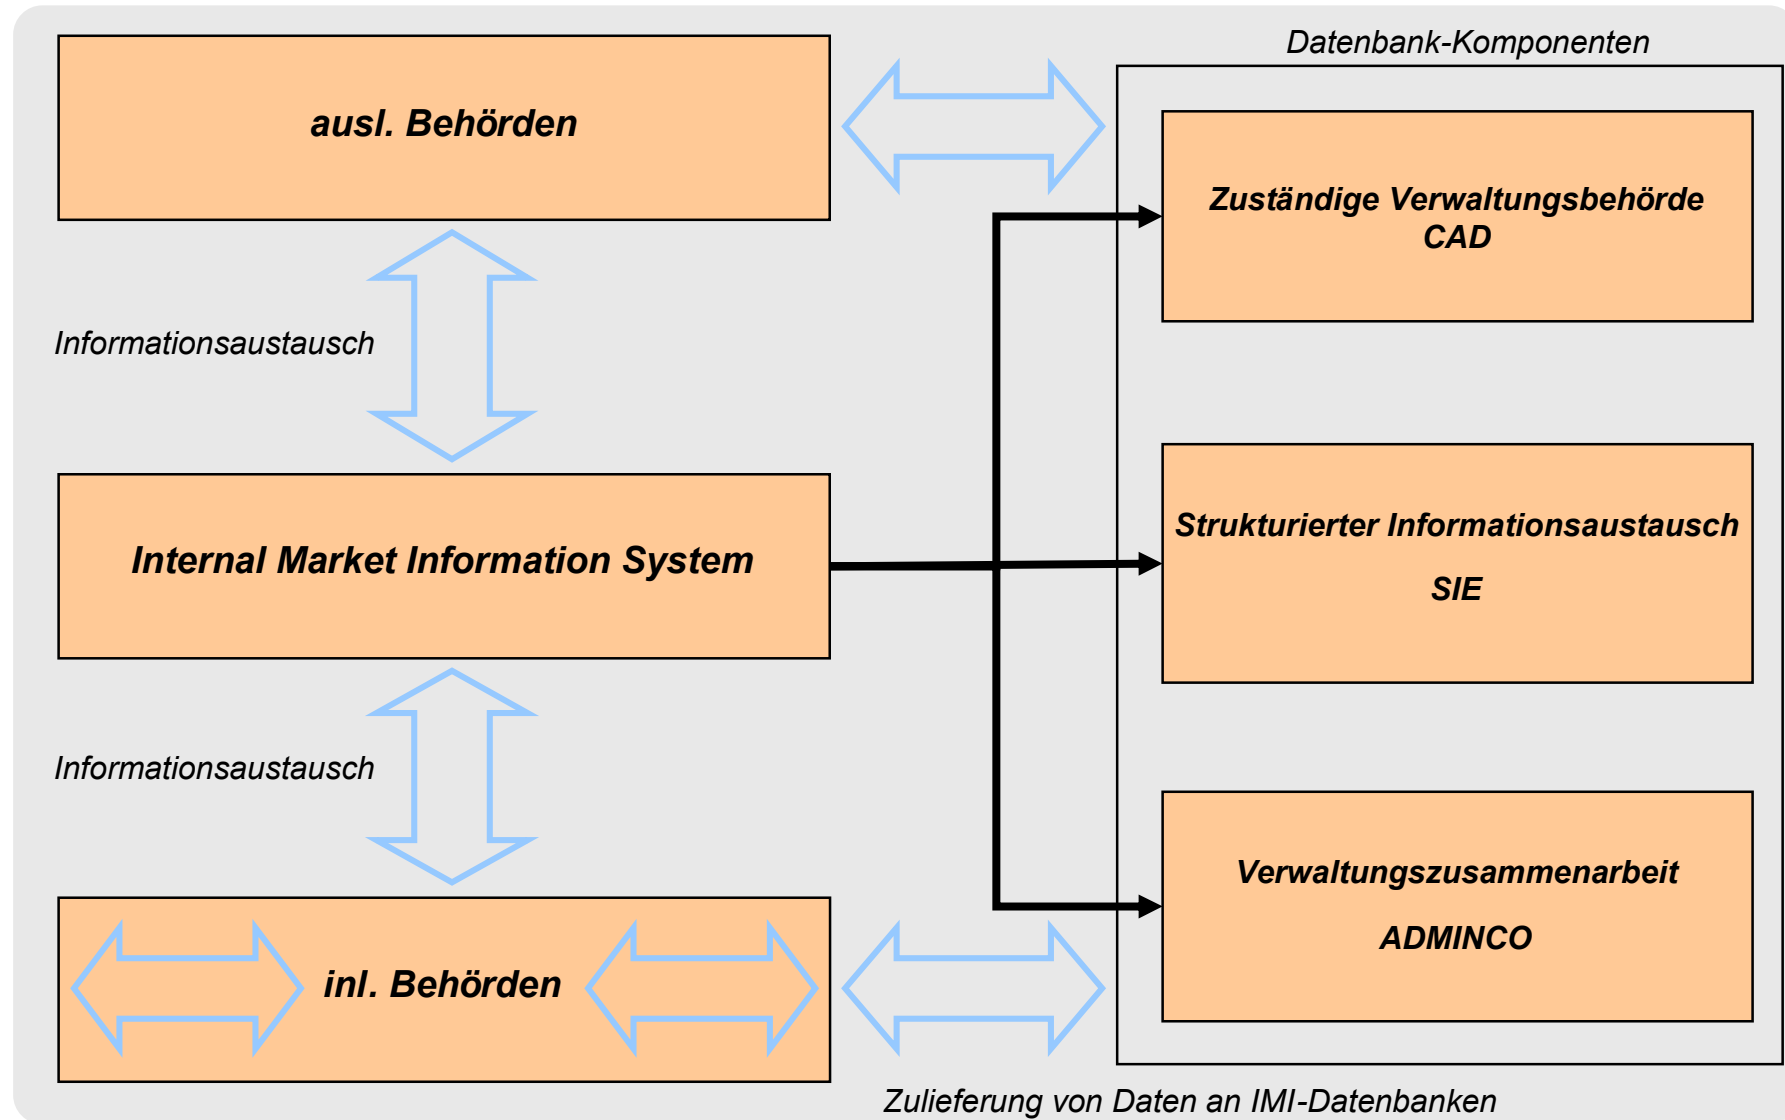 Datenbank-Komponenten
ausl. Behörden
Zuständige Verwaltungsbehörde
CAD
Informationsaustausch
Internal Market Information System
Strukturierter Informationsaustausch
SIE
Informationsaustausch
Verwaltungszusammenarbeit
ADMINCO
inl. Behörden
Zulieferung von Daten an IMI-Datenbanken